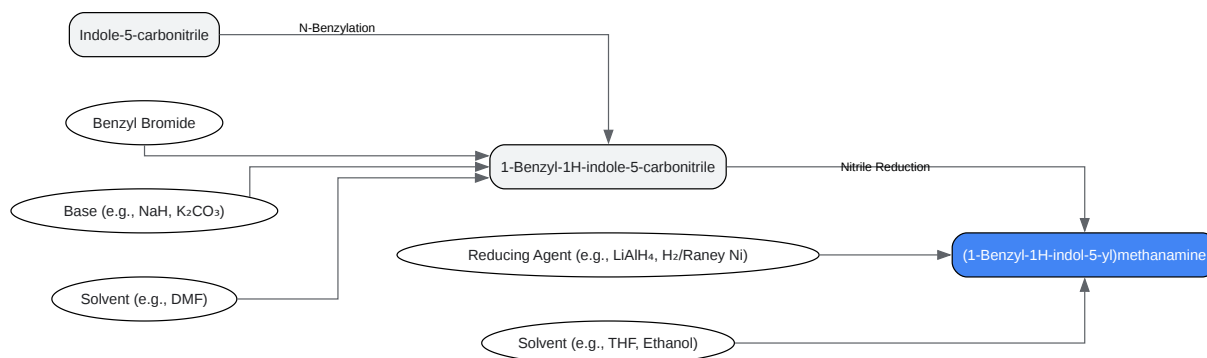 Indole-5-carbonitrile
N-Benzylation
Benzyl Bromide
1-Benzyl-1H-indole-5-carbonitrile
Nitrile Reduction
Base (e.g., NaH, K₂CO₃)
Reducing Agent (e.g., LiAlH₄, H₂/Raney Ni)
(1-Benzyl-1H-indol-5-yl)methanamine
Solvent (e.g., DMF)
Solvent (e.g., THF, Ethanol)